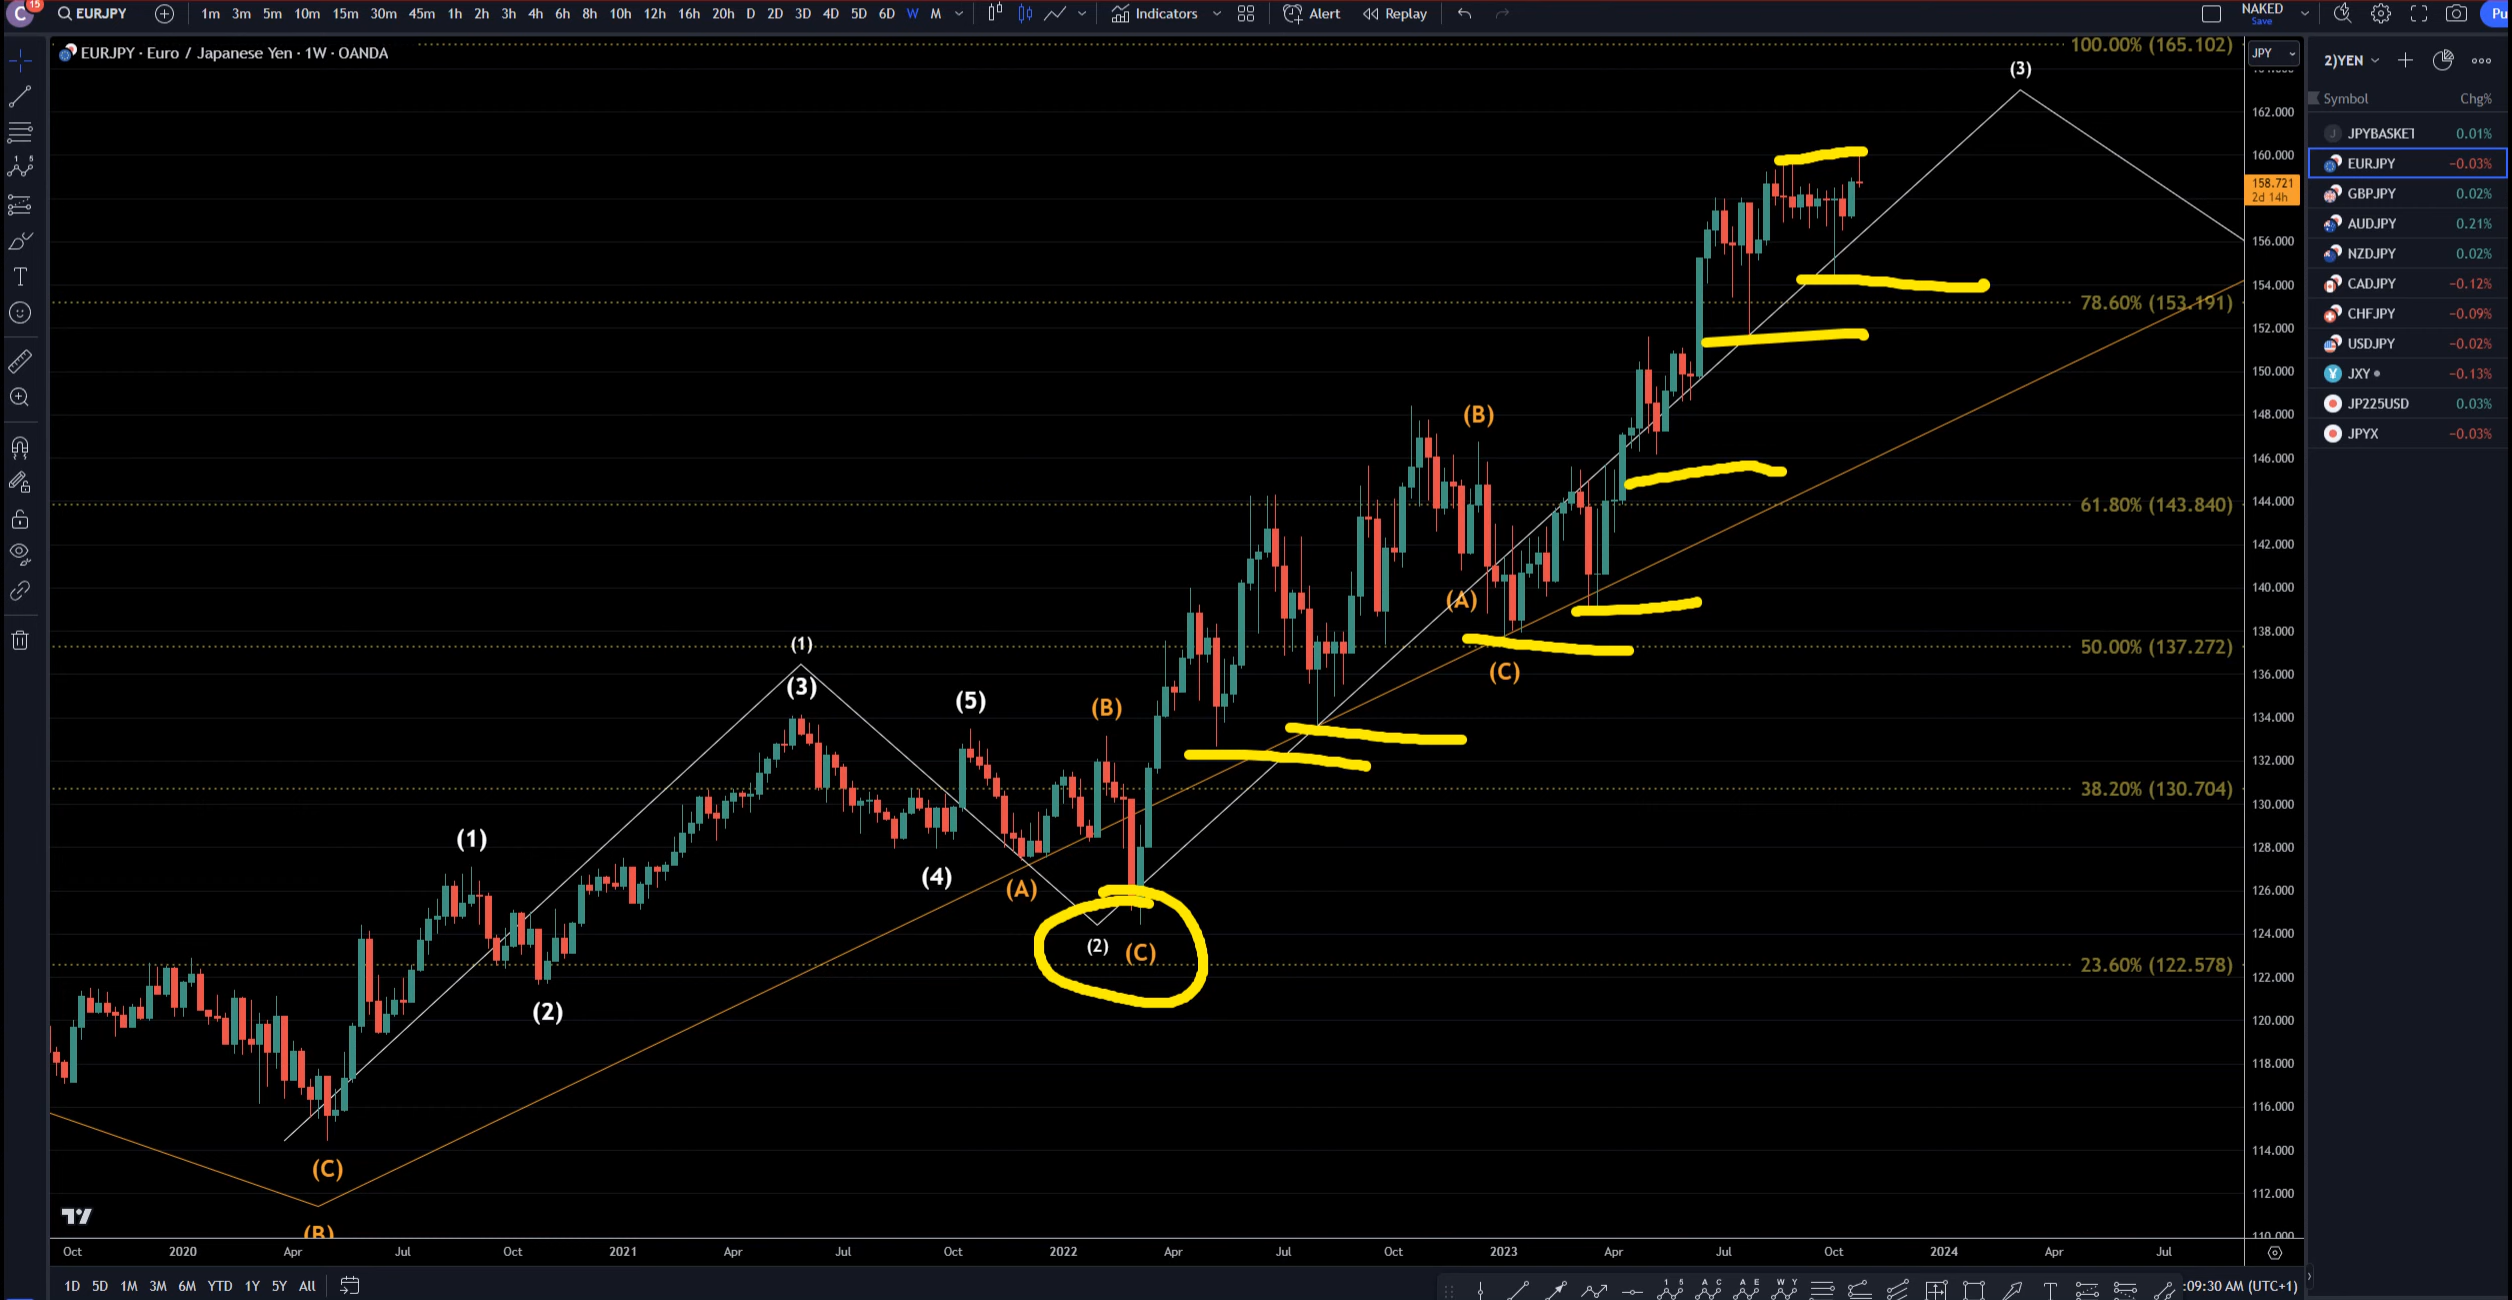 C 15 EURJPY 1m 3m 5m 10m 15m 30m 45m 1h 2h 3h 4h 6h 8h 10h 12h 16h 20h D 2D 3D 4D 5D 6D W M Indicators Alert Replay NAKED Save Pu
EURJPY · Euro / Japanese Yen · 1W · OANDA
100.00% (165.102)
JPY
2)YEN
Symbol Chg%
JPYBASKET 0.01%
EURJPY −0.03%
GBPJPY 0.02%
AUDJPY 0.21%
NZDJPY 0.02%
CADJPY −0.12%
CHFJPY −0.09%
USDJPY −0.02%
JXY −0.13%
JP225USD 0.03%
JPYX −0.03%
(3)
162.000
160.000
158.721
2d 14h
156.000
154.000
78.60% (153.191)
152.000
150.000
148.000
(B)
146.000
144.000
61.80% (143.840)
142.000
140.000
(A)
138.000
50.00% (137.272)
(1)
136.000
(C)
(3)
(5)
(B)
134.000
132.000
38.20% (130.704)
130.000
(1)
128.000
(4)
(A)
126.000
124.000
(2) (C)
23.60% (122.578)
122.000
(2)
120.000
118.000
116.000
114.000
(C)
112.000
(B)
110.000
Oct 2020 Apr Jul Oct 2021 Apr Jul Oct 2022 Apr Jul Oct 2023 Apr Jul Oct 2024 Apr Jul
1D 5D 1M 3M 6M YTD 1Y 5Y All :09:30 AM (UTC+1)